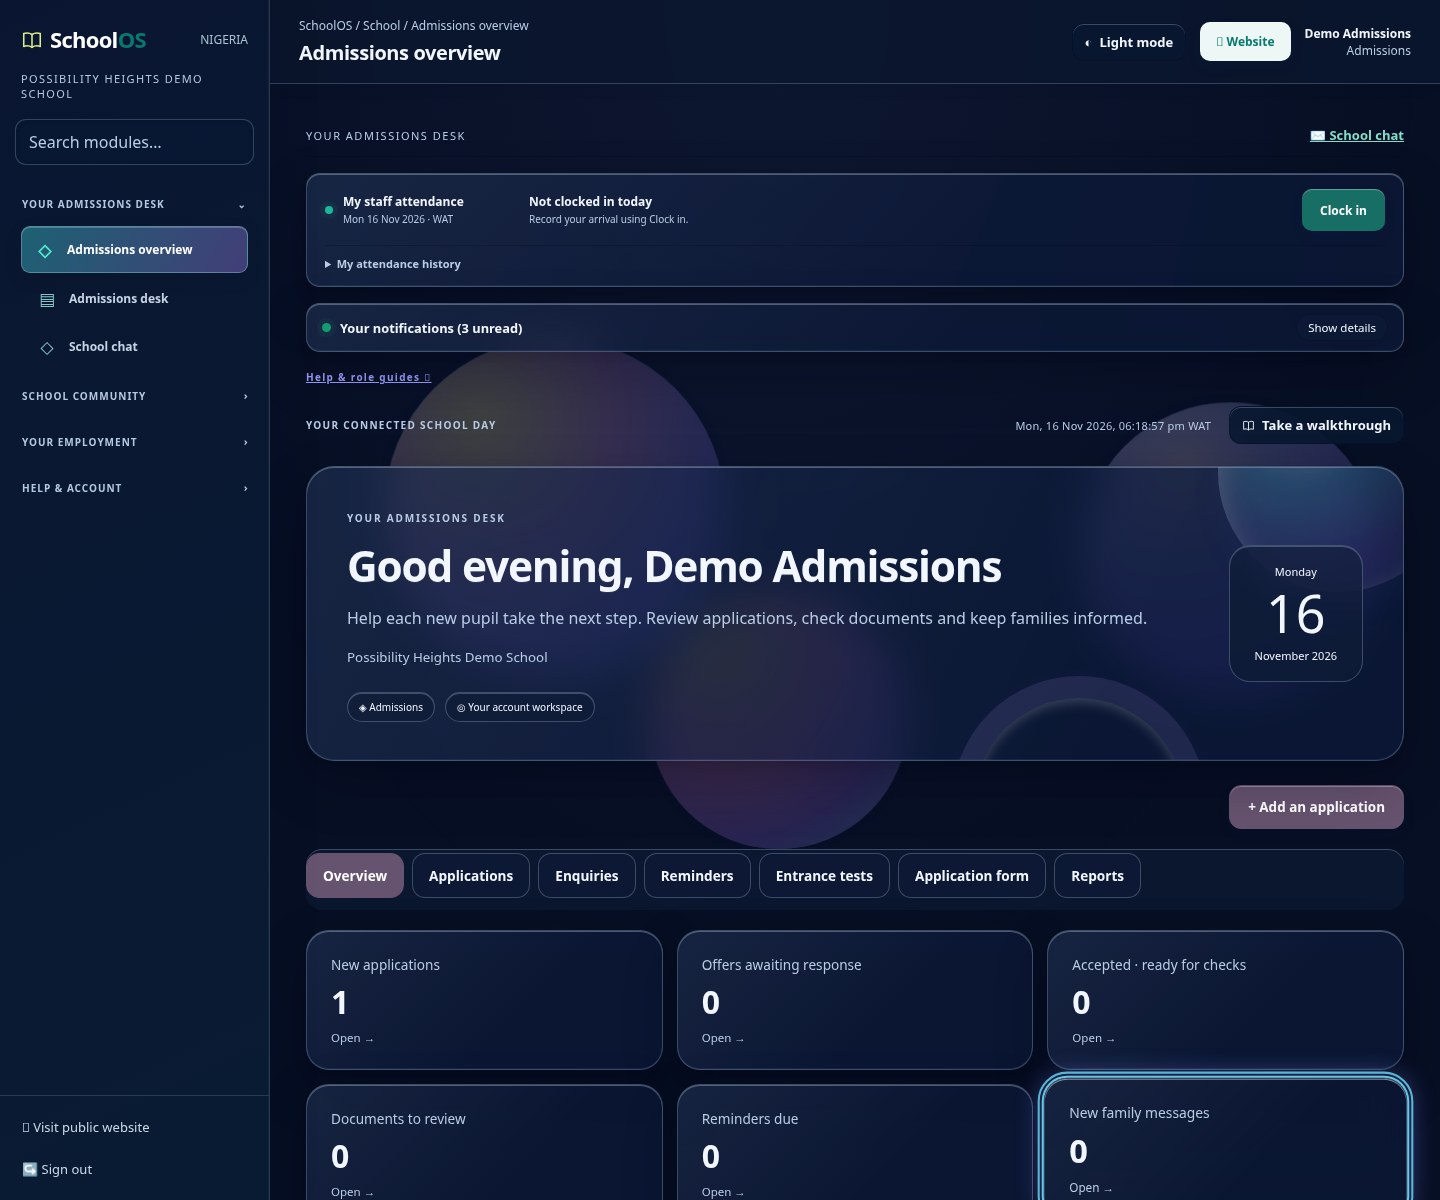 SchoolOS
NIGERIA
POSSIBILITY HEIGHTS DEMO
SCHOOL
Search modules...
YOUR ADMISSIONS DESK
Admissions overview
Admissions desk
School chat
SCHOOL COMMUNITY
YOUR EMPLOYMENT
HELP & ACCOUNT
Visit public website
Sign out
SchoolOS / School / Admissions overview
Admissions overview
Light mode
Website
Demo Admissions
Admissions
YOUR ADMISSIONS DESK
School chat
My staff attendance
Mon 16 Nov 2026 · WAT
Not clocked in today
Record your arrival using Clock in.
Clock in
My attendance history
Your notifications (3 unread)
Show details
Help & role guides
YOUR CONNECTED SCHOOL DAY
Mon, 16 Nov 2026, 06:18:57 pm WAT
Take a walkthrough
YOUR ADMISSIONS DESK
Good evening, Demo Admissions
Help each new pupil take the next step. Review applications, check documents and keep families informed.
Possibility Heights Demo School
◈ Admissions
◎ Your account workspace
Monday
16
November 2026
+ Add an application
Overview
Applications
Enquiries
Reminders
Entrance tests
Application form
Reports
New applications
1
Open →
Offers awaiting response
0
Open →
Accepted · ready for checks
0
Open →
Documents to review
0
Open →
Reminders due
0
Open →
New family messages
0
Open →